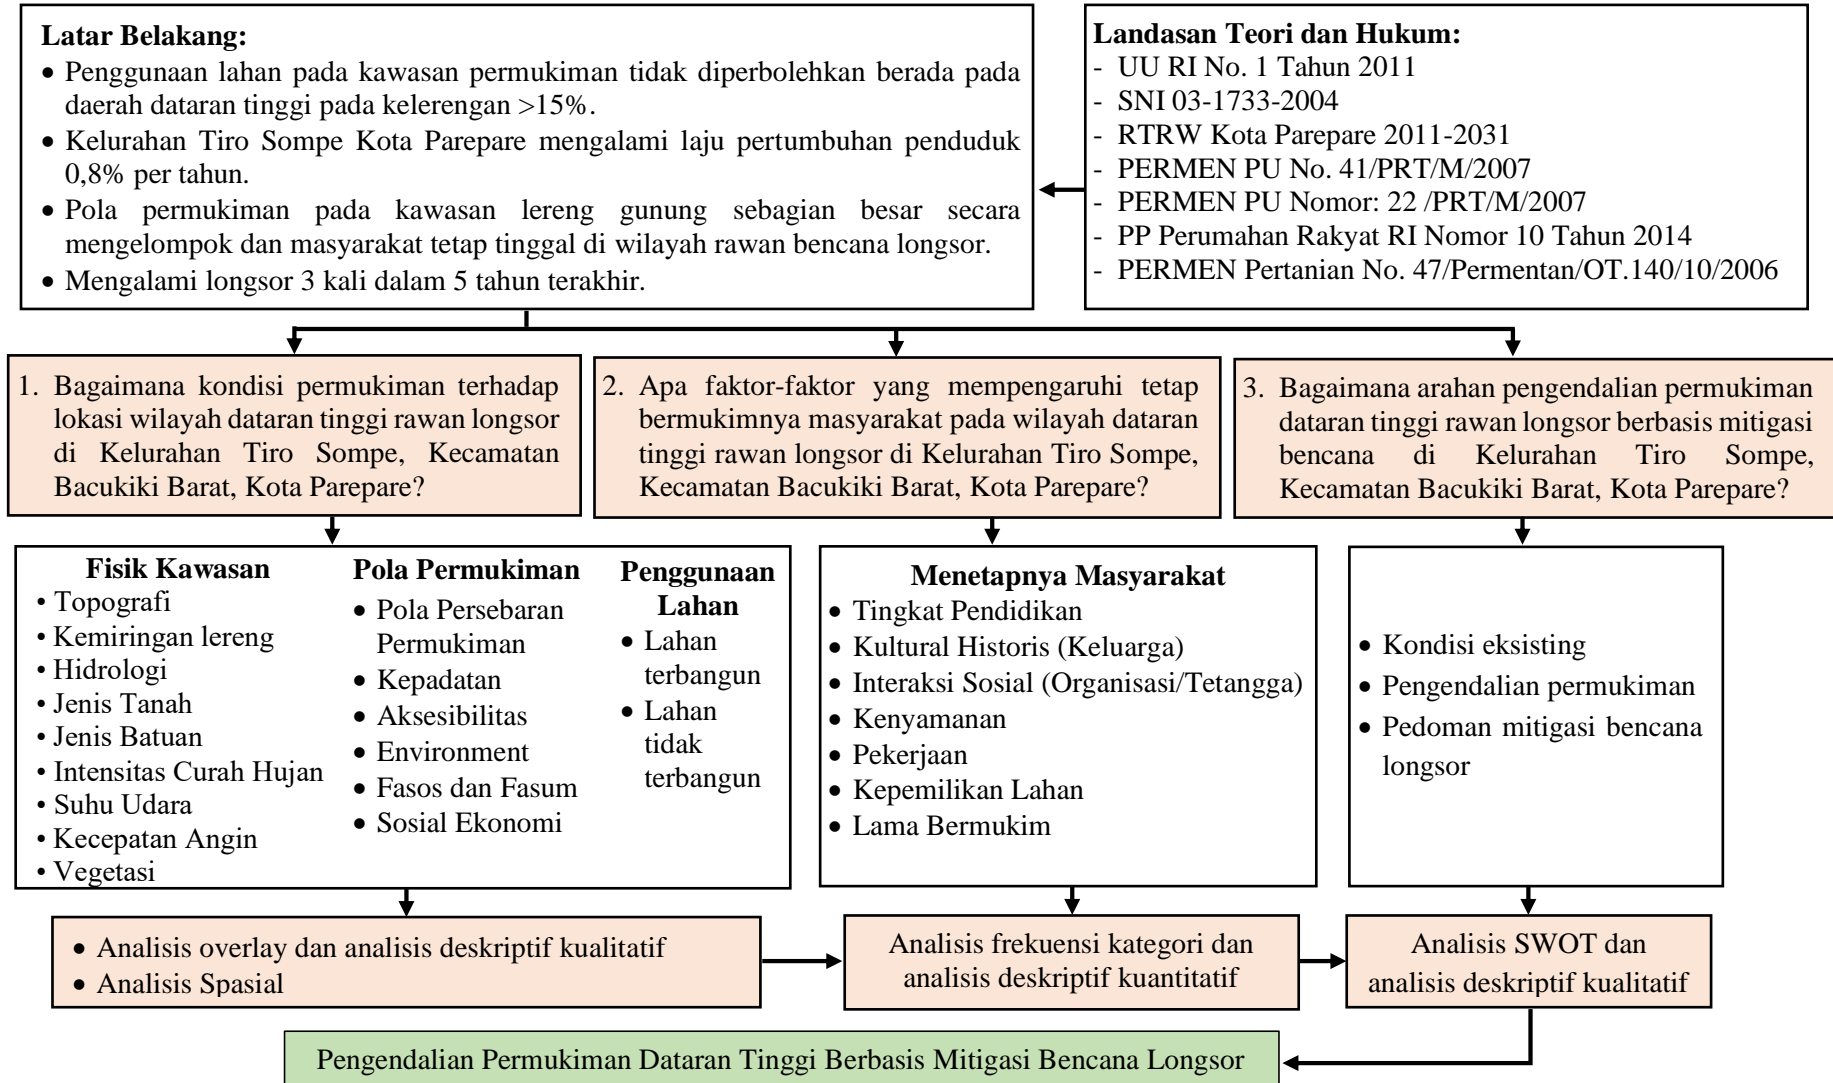 Latar Belakang:
• Penggunaan lahan pada kawasan permukiman tidak diperbolehkan berada pada
daerah dataran tinggi pada kelerengan >15%.
• Kelurahan Tiro Sompe Kota Parepare mengalami laju pertumbuhan penduduk
0,8% per tahun.
• Pola permukiman pada kawasan lereng gunung sebagian besar secara
mengelompok dan masyarakat tetap tinggal di wilayah rawan bencana longsor.
• Mengalami longsor 3 kali dalam 5 tahun terakhir.
Landasan Teori dan Hukum:
- UU RI No. 1 Tahun 2011
- SNI 03-1733-2004
- RTRW Kota Parepare 2011-2031
- PERMEN PU No. 41/PRT/M/2007
- PERMEN PU Nomor: 22 /PRT/M/2007
- PP Perumahan Rakyat RI Nomor 10 Tahun 2014
- PERMEN Pertanian No. 47/Permentan/OT.140/10/2006
1. Bagaimana kondisi permukiman terhadap
lokasi wilayah dataran tinggi rawan longsor
di Kelurahan Tiro Sompe, Kecamatan
Bacukiki Barat, Kota Parepare?
2. Apa faktor-faktor yang mempengaruhi tetap
bermukimnya masyarakat pada wilayah dataran
tinggi rawan longsor di Kelurahan Tiro Sompe,
Kecamatan Bacukiki Barat, Kota Parepare?
3. Bagaimana arahan pengendalian permukiman
dataran tinggi rawan longsor berbasis mitigasi
bencana di Kelurahan Tiro Sompe,
Kecamatan Bacukiki Barat, Kota Parepare?
Fisik Kawasan
• Topografi
• Kemiringan lereng
• Hidrologi
• Jenis Tanah
• Jenis Batuan
• Intensitas Curah Hujan
• Suhu Udara
• Kecepatan Angin
• Vegetasi
Pola Permukiman
• Pola Persebaran
Permukiman
• Kepadatan
• Aksesibilitas
• Environment
• Fasos dan Fasum
• Sosial Ekonomi
Penggunaan
Lahan
• Lahan
terbangun
• Lahan
tidak
terbangun
Menetapnya Masyarakat
• Tingkat Pendidikan
• Kultural Historis (Keluarga)
• Interaksi Sosial (Organisasi/Tetangga)
• Kenyamanan
• Pekerjaan
• Kepemilikan Lahan
• Lama Bermukim
• Kondisi eksisting
• Pengendalian permukiman
• Pedoman mitigasi bencana
longsor
• Analisis overlay dan analisis deskriptif kualitatif
• Analisis Spasial
Analisis frekuensi kategori dan
analisis deskriptif kuantitatif
Analisis SWOT dan
analisis deskriptif kualitatif
Pengendalian Permukiman Dataran Tinggi Berbasis Mitigasi Bencana Longsor